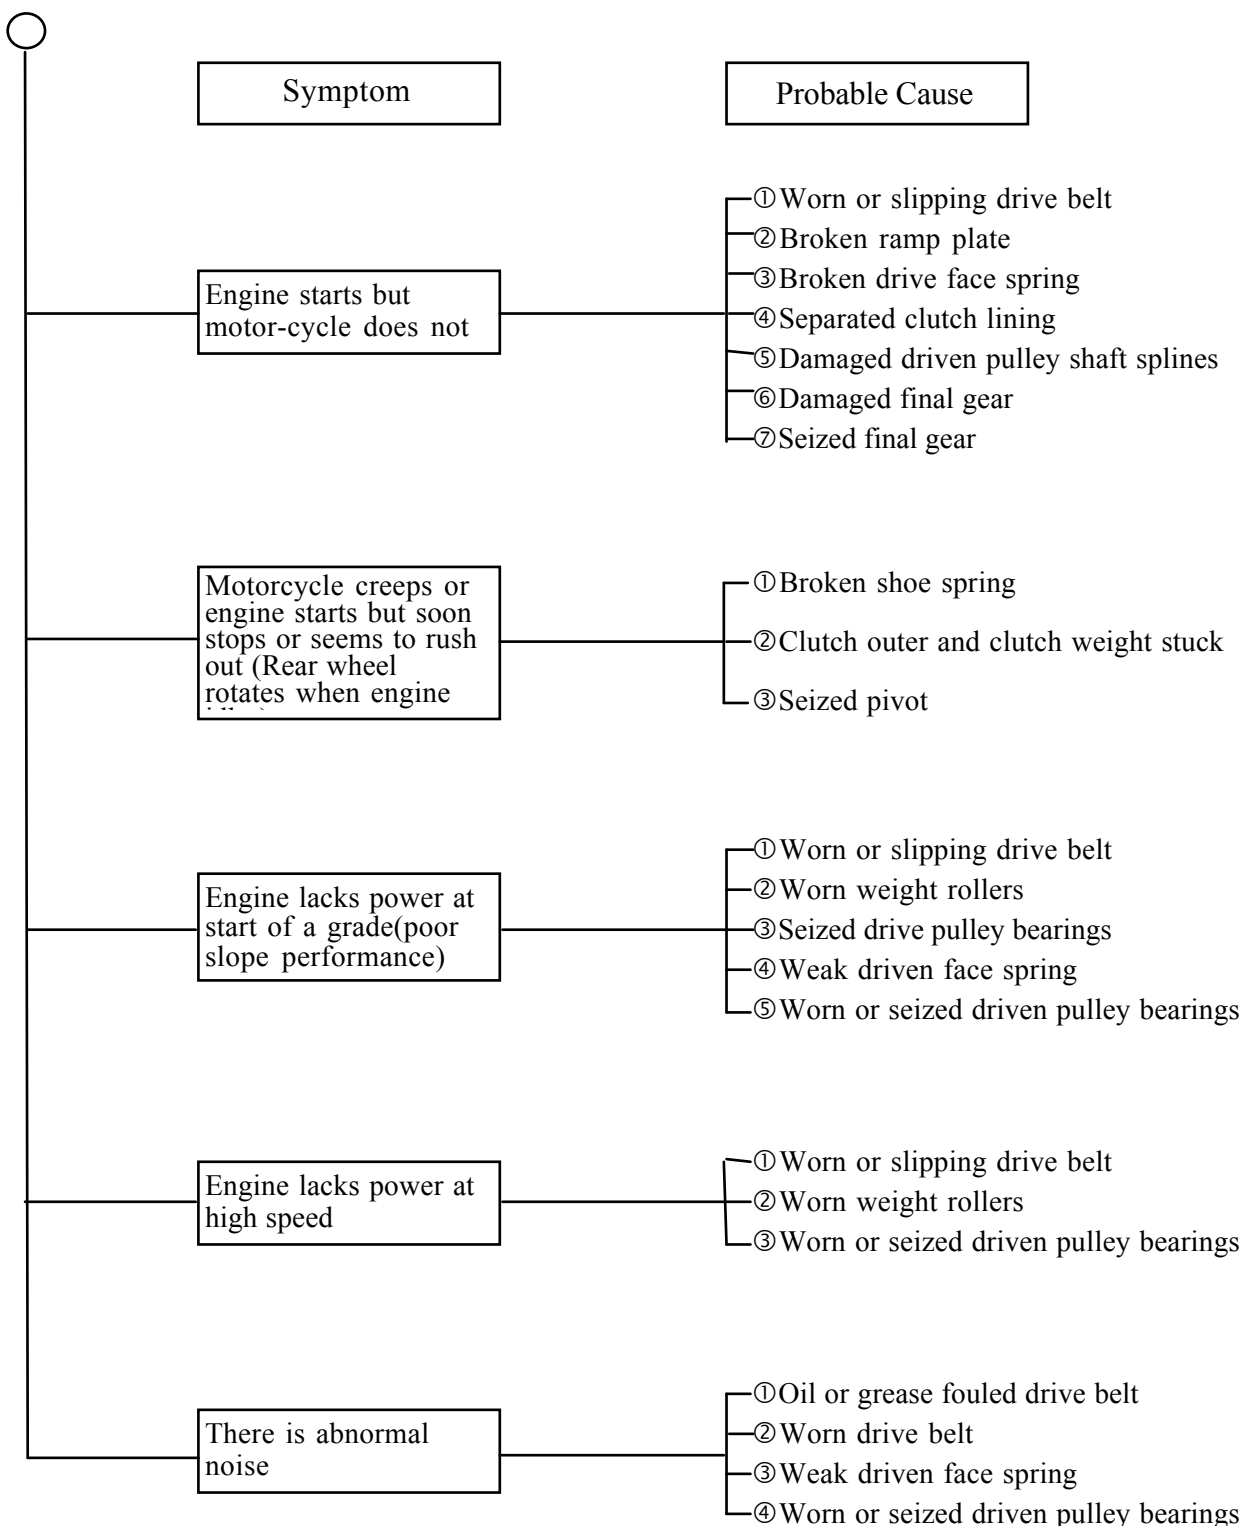 Symptom
Probable Cause
Engine starts but
motor-cycle does not
①Worn or slipping drive belt
②Broken ramp plate
③Broken drive face spring
④Separated clutch lining
⑤Damaged driven pulley shaft splines
⑥Damaged final gear
⑦Seized final gear
Motorcycle creeps or
engine starts but soon
stops or seems to rush
out (Rear wheel
rotates when engine
①Broken shoe spring
②Clutch outer and clutch weight stuck
③Seized pivot
Engine lacks power at
start of a grade(poor
slope performance)
①Worn or slipping drive belt
②Worn weight rollers
③Seized drive pulley bearings
④Weak driven face spring
⑤Worn or seized driven pulley bearings
Engine lacks power at
high speed
①Worn or slipping drive belt
②Worn weight rollers
③Worn or seized driven pulley bearings
There is abnormal
noise
①Oil or grease fouled drive belt
②Worn drive belt
③Weak driven face spring
④Worn or seized driven pulley bearings